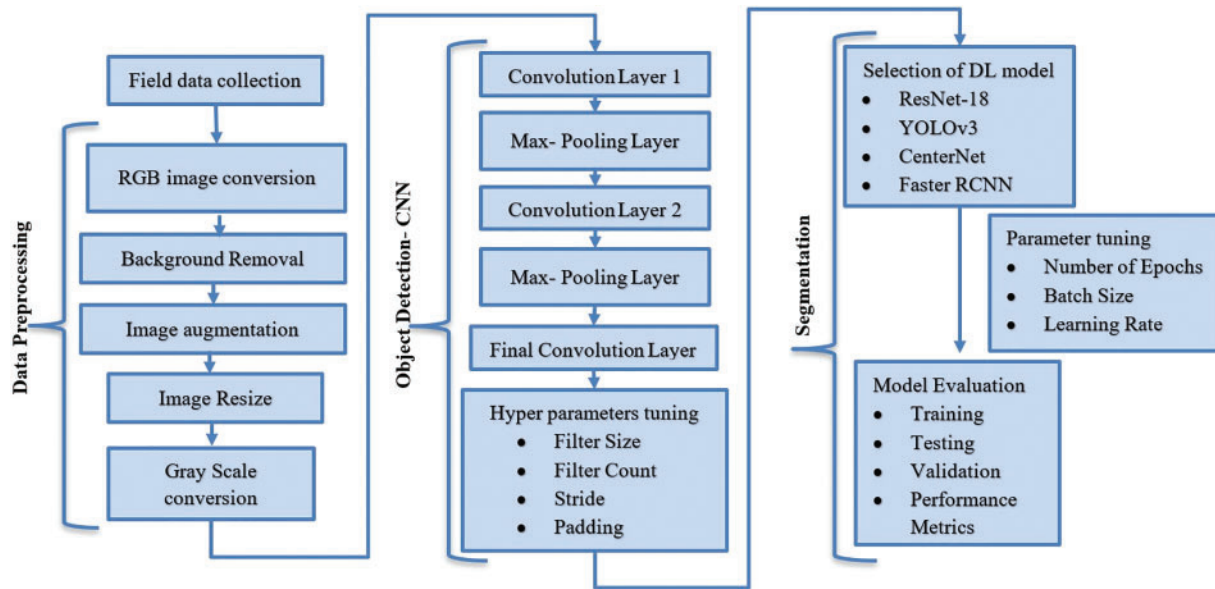 Field data collection
Data Preprocessing
RGB image conversion
Background Removal
Image augmentation
Image Resize
Gray Scale
conversion
Object Detection- CNN
Convolution Layer 1
Max- Pooling Layer
Convolution Layer 2
Max- Pooling Layer
Final Convolution Layer
Hyper parameters tuning
• Filter Size
• Filter Count
• Stride
• Padding
Segmentation
Selection of DL model
• ResNet-18
• YOLOv3
• CenterNet
• Faster RCNN
Parameter tuning
• Number of Epochs
• Batch Size
• Learning Rate
Model Evaluation
• Training
• Testing
• Validation
• Performance
Metrics